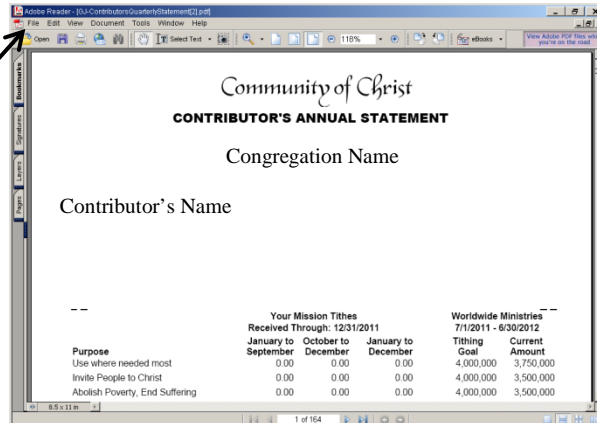 Adobe Reader - [GJ-ContributorsQuarterlyStatement[2].pdf]
File Edit View Document Tools Window Help
Open Select Text 118% eBooks View Adobe PDF files when you're on the road
Bookmarks
Signatures
Layers
Pages
Community of Christ
CONTRIBUTOR'S ANNUAL STATEMENT
Congregation Name
Contributor's Name
Your Mission Tithes Worldwide Ministries
Received Through: 12/31/2011 7/1/2011 - 6/30/2012
January to October to January to Tithing Current
Purpose September December December Goal Amount
Use where needed most 0.00 0.00 0.00 4,000,000 3,750,000
Invite People to Christ 0.00 0.00 0.00 4,000,000 3,500,000
Abolish Poverty, End Suffering 0.00 0.00 0.00 4,000,000 3,500,000
8.5 x 11 in
1 of 164